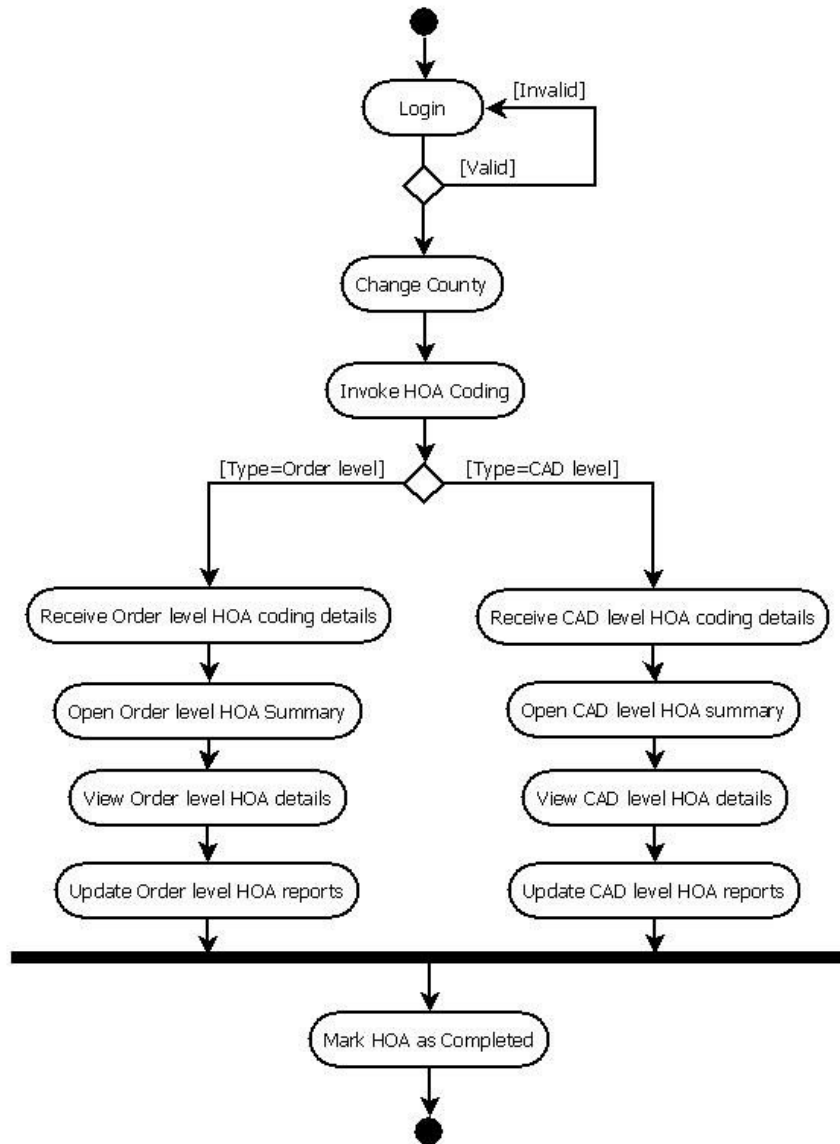 Login
[Invalid]
[Valid]
Change County
Invoke HOA Coding
[Type=Order level]
[Type=CAD level]
Receive Order level HOA coding details
Receive CAD level HOA coding details
Open Order level HOA Summary
Open CAD level HOA summary
View Order level HOA details
View CAD level HOA details
Update Order level HOA reports
Update CAD level HOA reports
Mark HOA as Completed